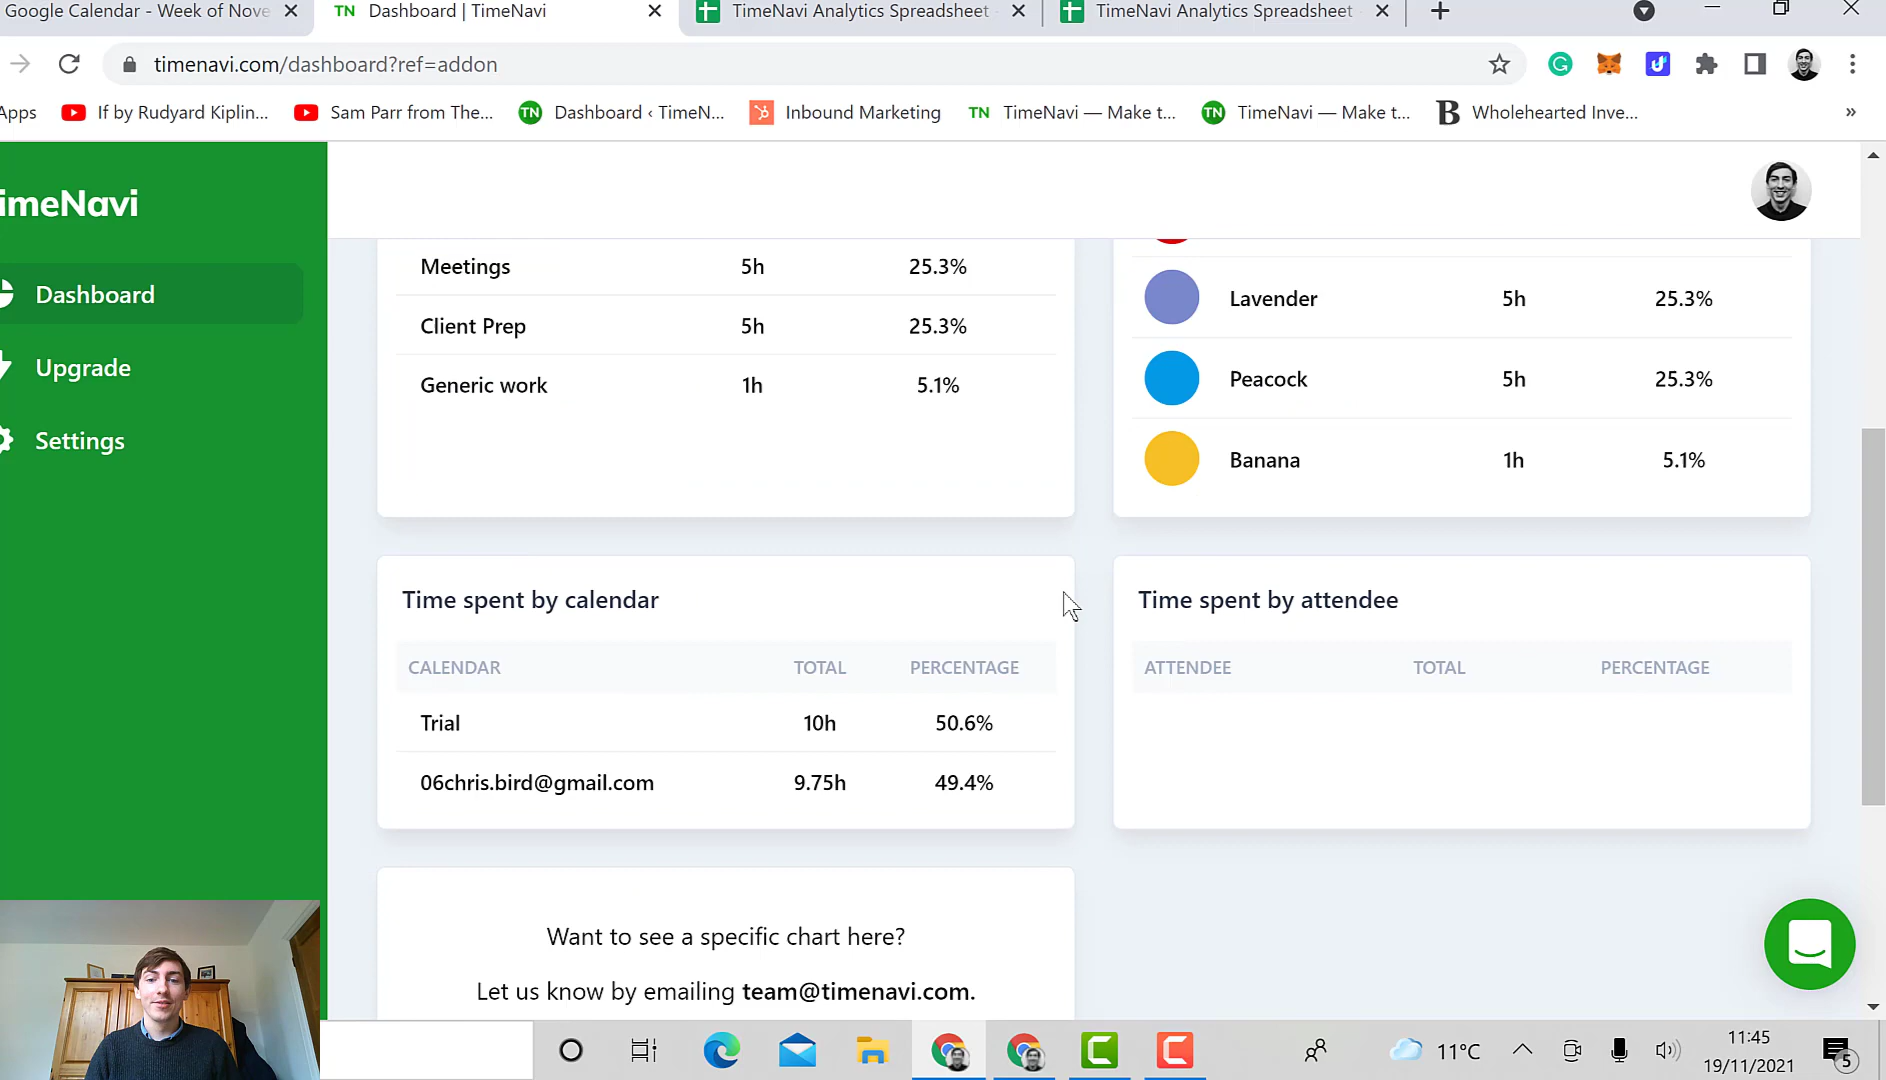 Google Calendar - Week of Nove
Dashboard | TimeNavi
TimeNavi Analytics Spreadsheet
TimeNavi Analytics Spreadsheet
timenavi.com/dashboard?ref=addon
Apps
If by Rudyard Kiplin...
Sam Parr from The...
Dashboard ‹ TimeN...
Inbound Marketing
TimeNavi — Make t...
TimeNavi — Make t...
Wholehearted Inve...
imeNavi
Dashboard
Upgrade
Settings
Meetings 5h 25.3%
Client Prep 5h 25.3%
Generic work 1h 5.1%
Lavender 5h 25.3%
Peacock 5h 25.3%
Banana 1h 5.1%
Time spent by calendar
CALENDAR TOTAL PERCENTAGE
Trial 10h 50.6%
06chris.bird@gmail.com 9.75h 49.4%
Time spent by attendee
ATTENDEE TOTAL PERCENTAGE
Want to see a specific chart here?
Let us know by emailing team@timenavi.com.
11°C
11:45
19/11/2021
5